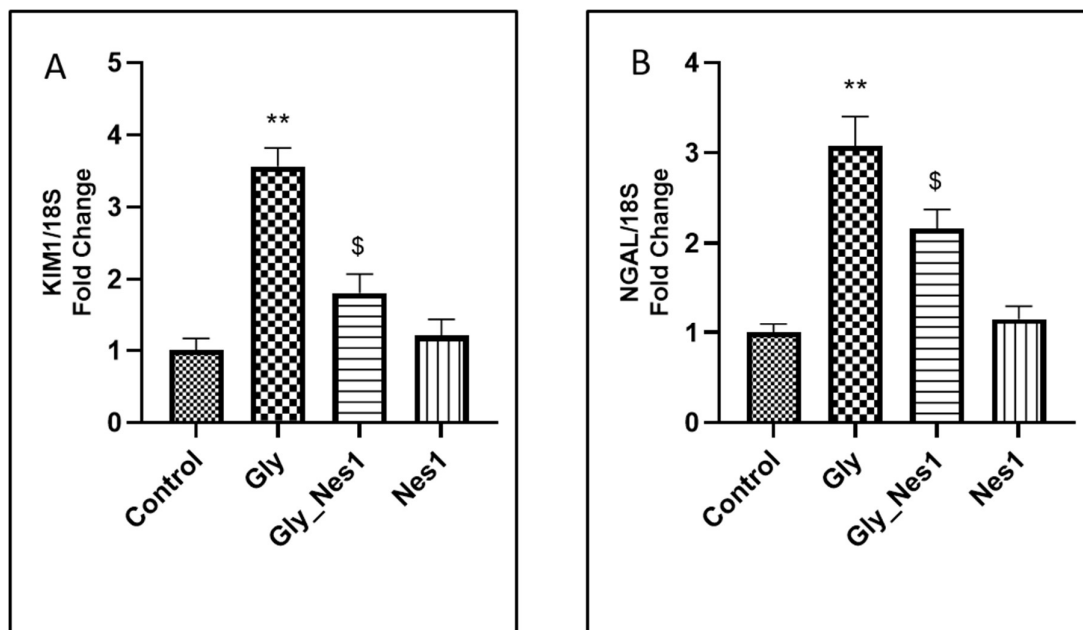 A
KIM1/18S
Fold Change
5
4
3
2
1
0
**
$
Control
Gly
Gly_Nes1
Nes1
B
NGAL/18S
Fold Change
4
3
2
1
0
**
$
Control
Gly
Gly_Nes1
Nes1